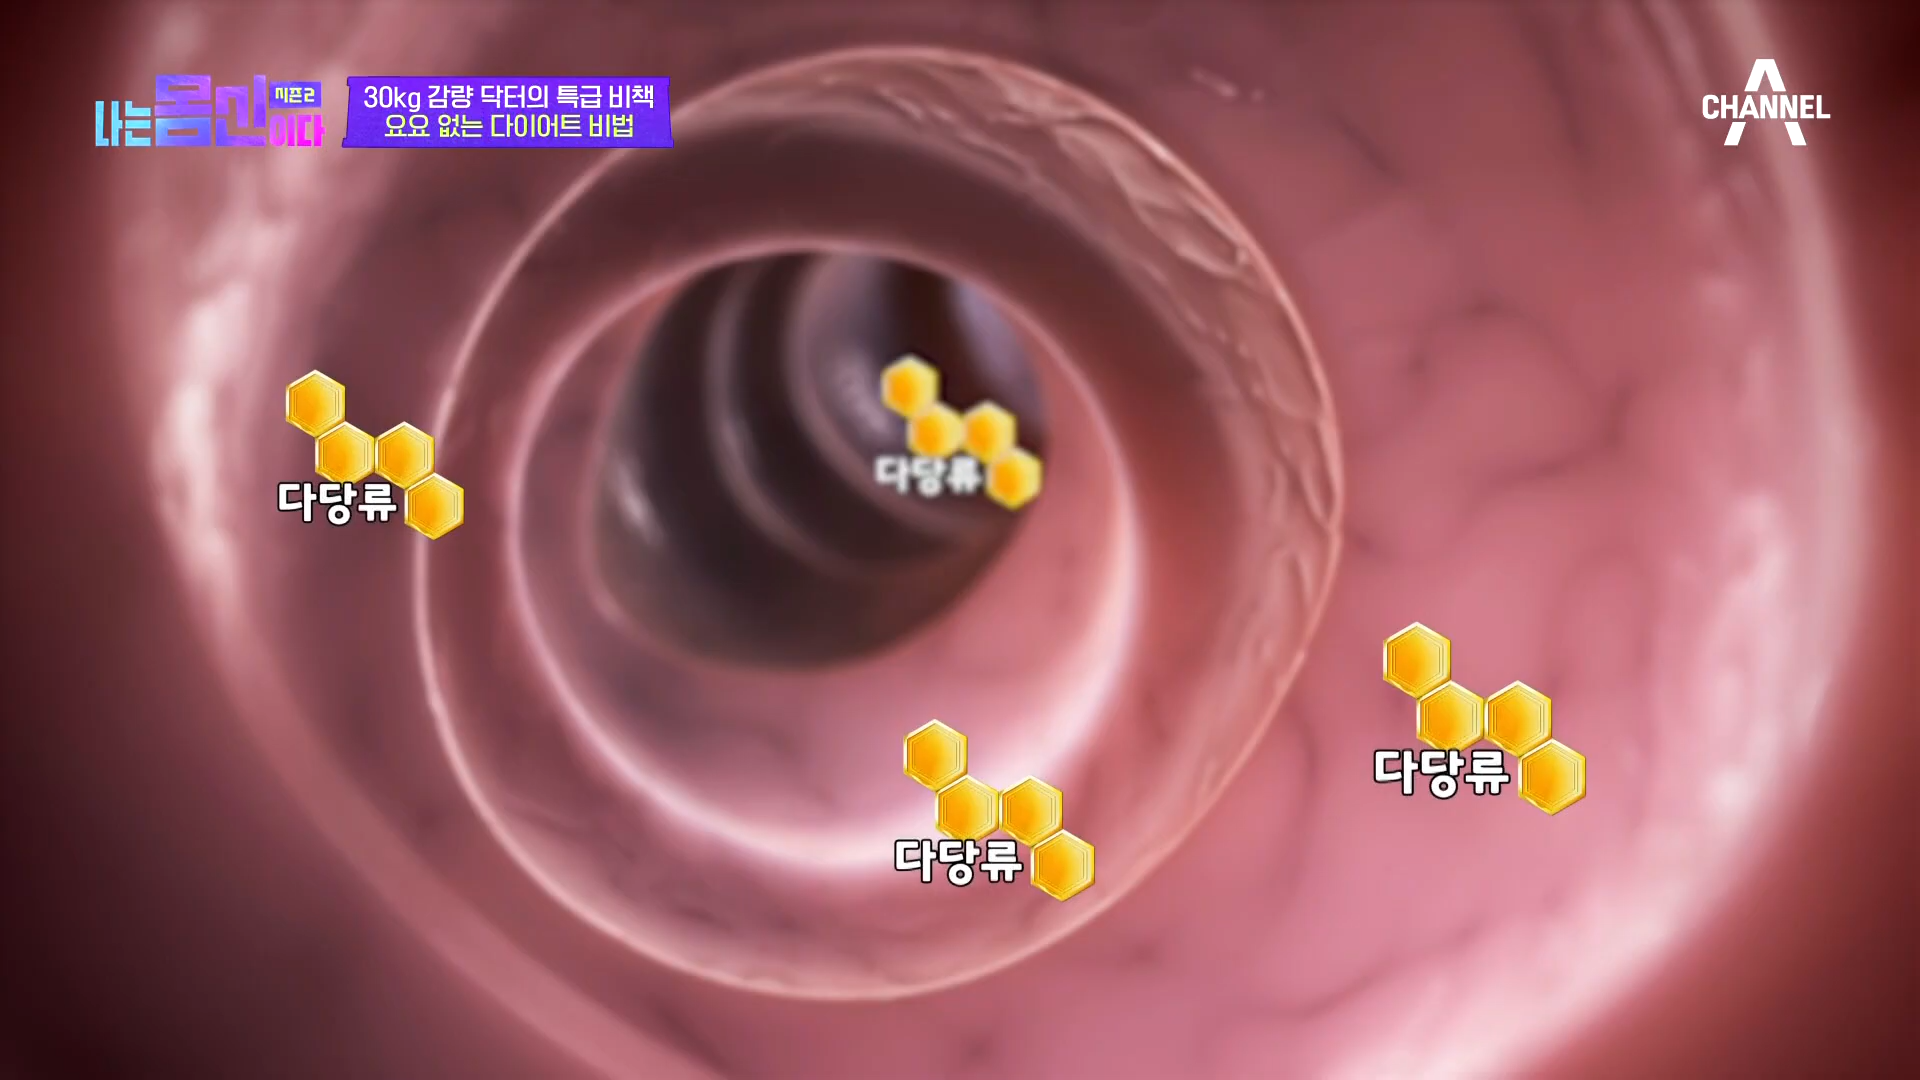 나는 몸신이다 시즌2
30kg 감량 닥터의 특급 비책
요요 없는 다이어트 비법
CHANNEL A
다당류
다당류
다당류
다당류